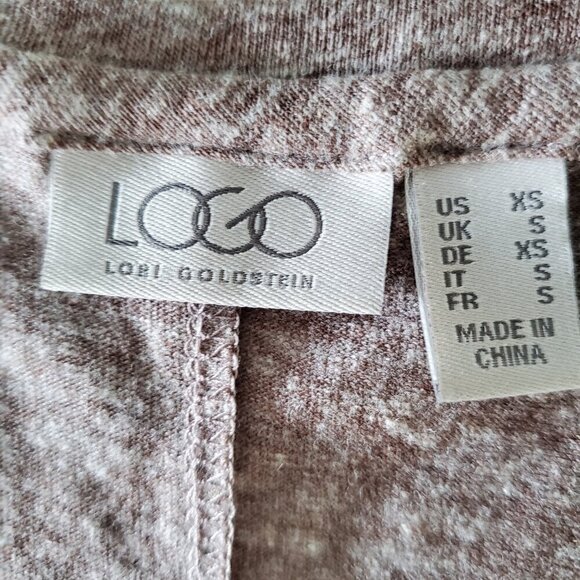 LOGO
LORI GOLDSTEIN
US XS
UK S
DE XS
IT S
FR S
MADE IN
CHINA